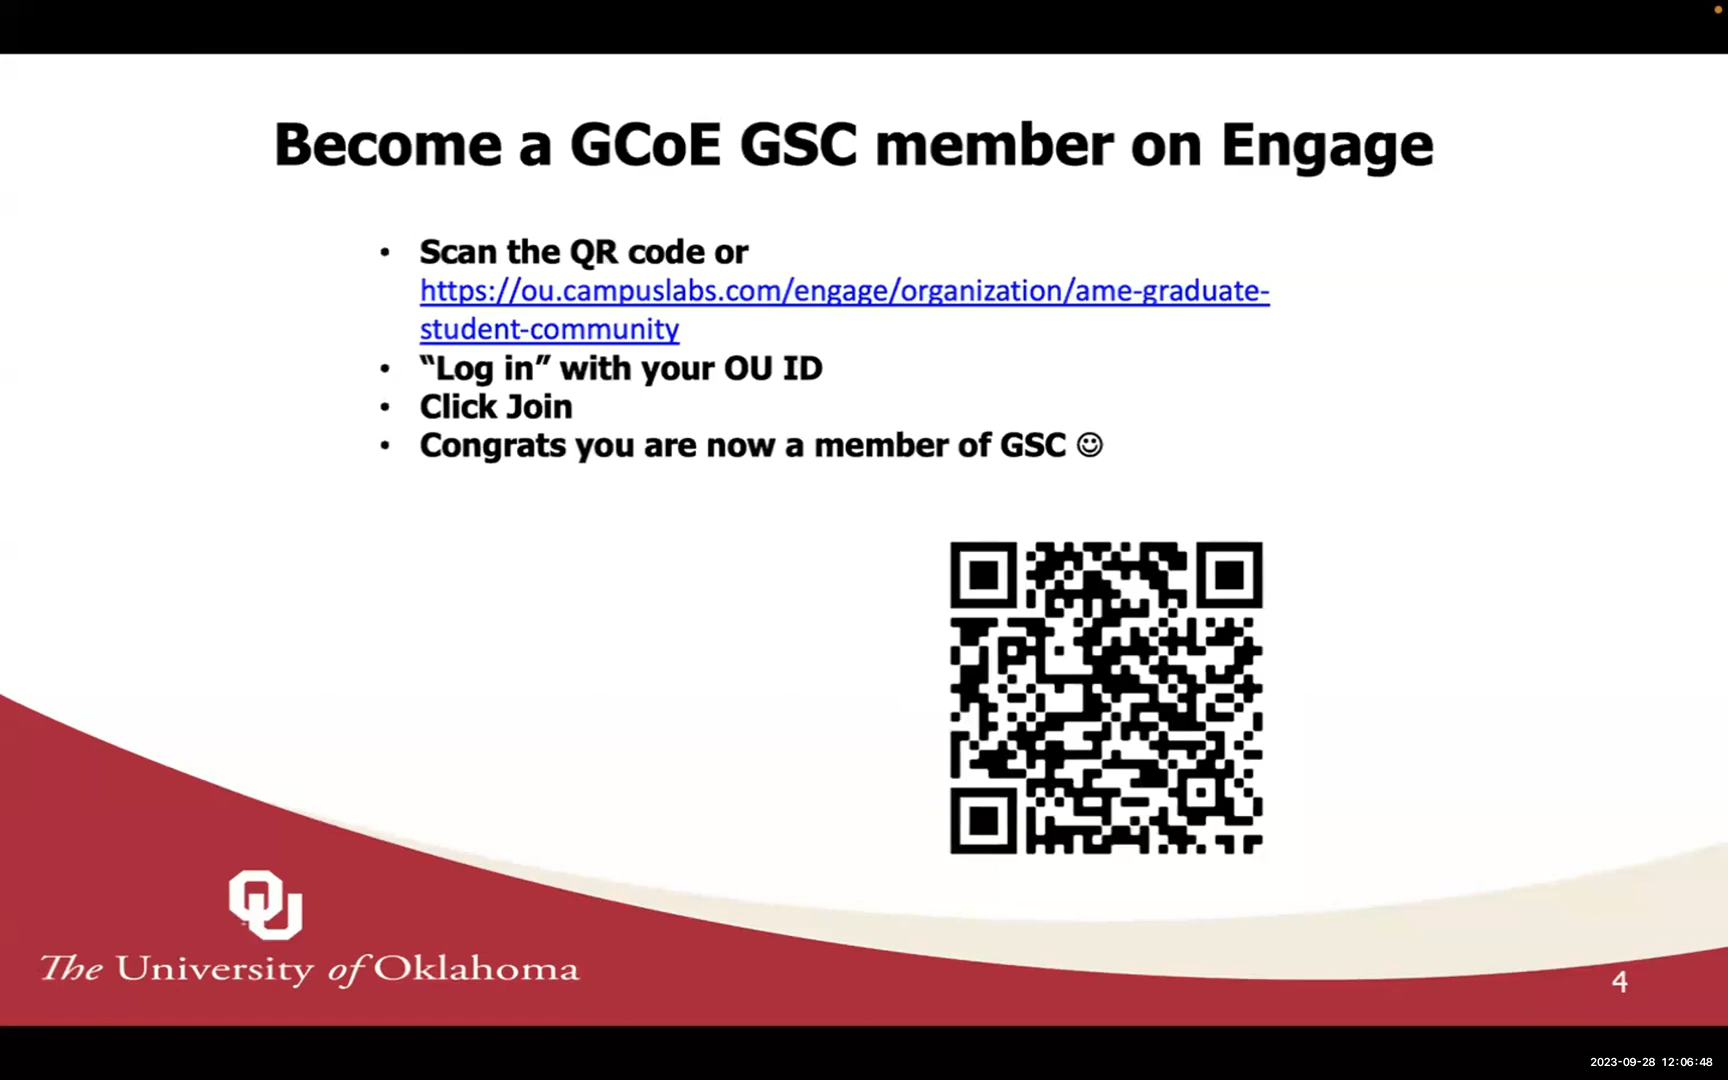 Become a GCoE GSC member on Engage
• Scan the QR code or
https://ou.campuslabs.com/engage/organization/ame-graduate-
student-community
• “Log in” with your OU ID
• Click Join
• Congrats you are now a member of GSC ☺
OU
The University of Oklahoma
4
2023-09-28 12:06:48